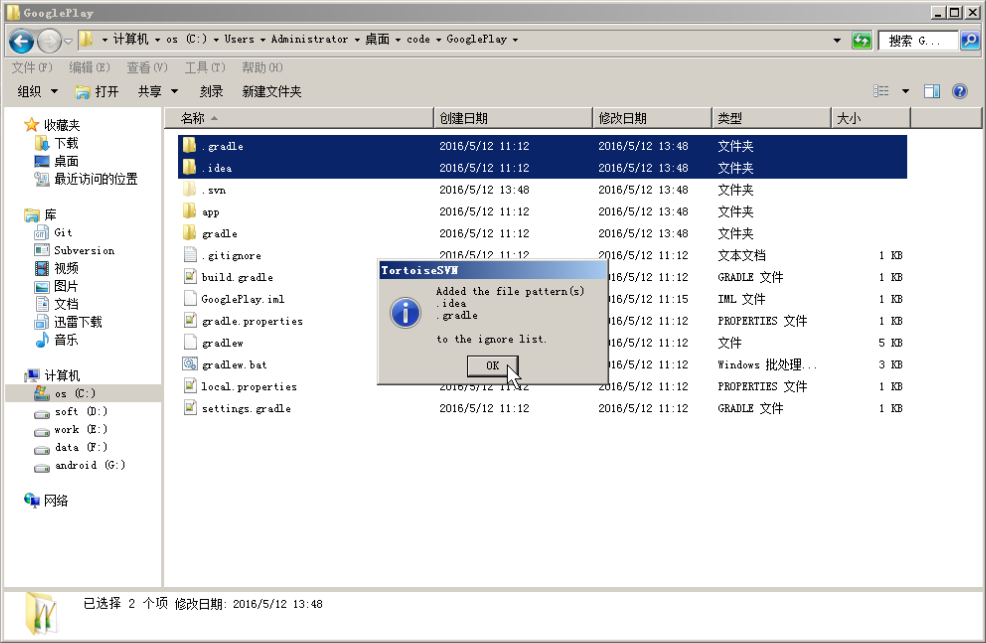 GooglePlay
计算机 os (C:) Users Administrator 桌面 code GooglePlay
搜索 G...
文件(F) 编辑(E) 查看(V) 工具(T) 帮助(H)
组织 打开 共享 刻录 新建文件夹
名称 创建日期 修改日期 类型 大小
收藏夹
下载
桌面
最近访问的位置
库
Git
Subversion
视频
图片
文档
迅雷下载
音乐
计算机
os (C:)
soft (D:)
work (E:)
data (F:)
android (G:)
网络
.gradle 2016/5/12 11:12 2016/5/12 13:48 文件夹
.idea 2016/5/12 11:12 2016/5/12 13:48 文件夹
.svn 2016/5/12 13:48 2016/5/12 13:48 文件夹
app 2016/5/12 11:12 2016/5/12 13:48 文件夹
gradle 2016/5/12 11:12 2016/5/12 13:48 文件夹
.gitignore 2016/5/12 11:12 2016/5/12 11:12 文本文档 1 KB
build.gradle /5/12 11:12 GRADLE 文件 1 KB
GooglePlay.iml /5/12 11:15 IML 文件 1 KB
gradle.properties /5/12 11:12 PROPERTIES 文件 1 KB
gradlew /5/12 11:12 文件 5 KB
gradlew.bat /5/12 11:12 Windows 批处理... 3 KB
local.properties 2016/5/12 11:12 2016/5/12 11:12 PROPERTIES 文件 1 KB
settings.gradle 2016/5/12 11:12 2016/5/12 11:12 GRADLE 文件 1 KB
TortoiseSVN
Added the file pattern(s)
.idea
.gradle
to the ignore list.
OK
已选择 2 个项 修改日期: 2016/5/12 13:48